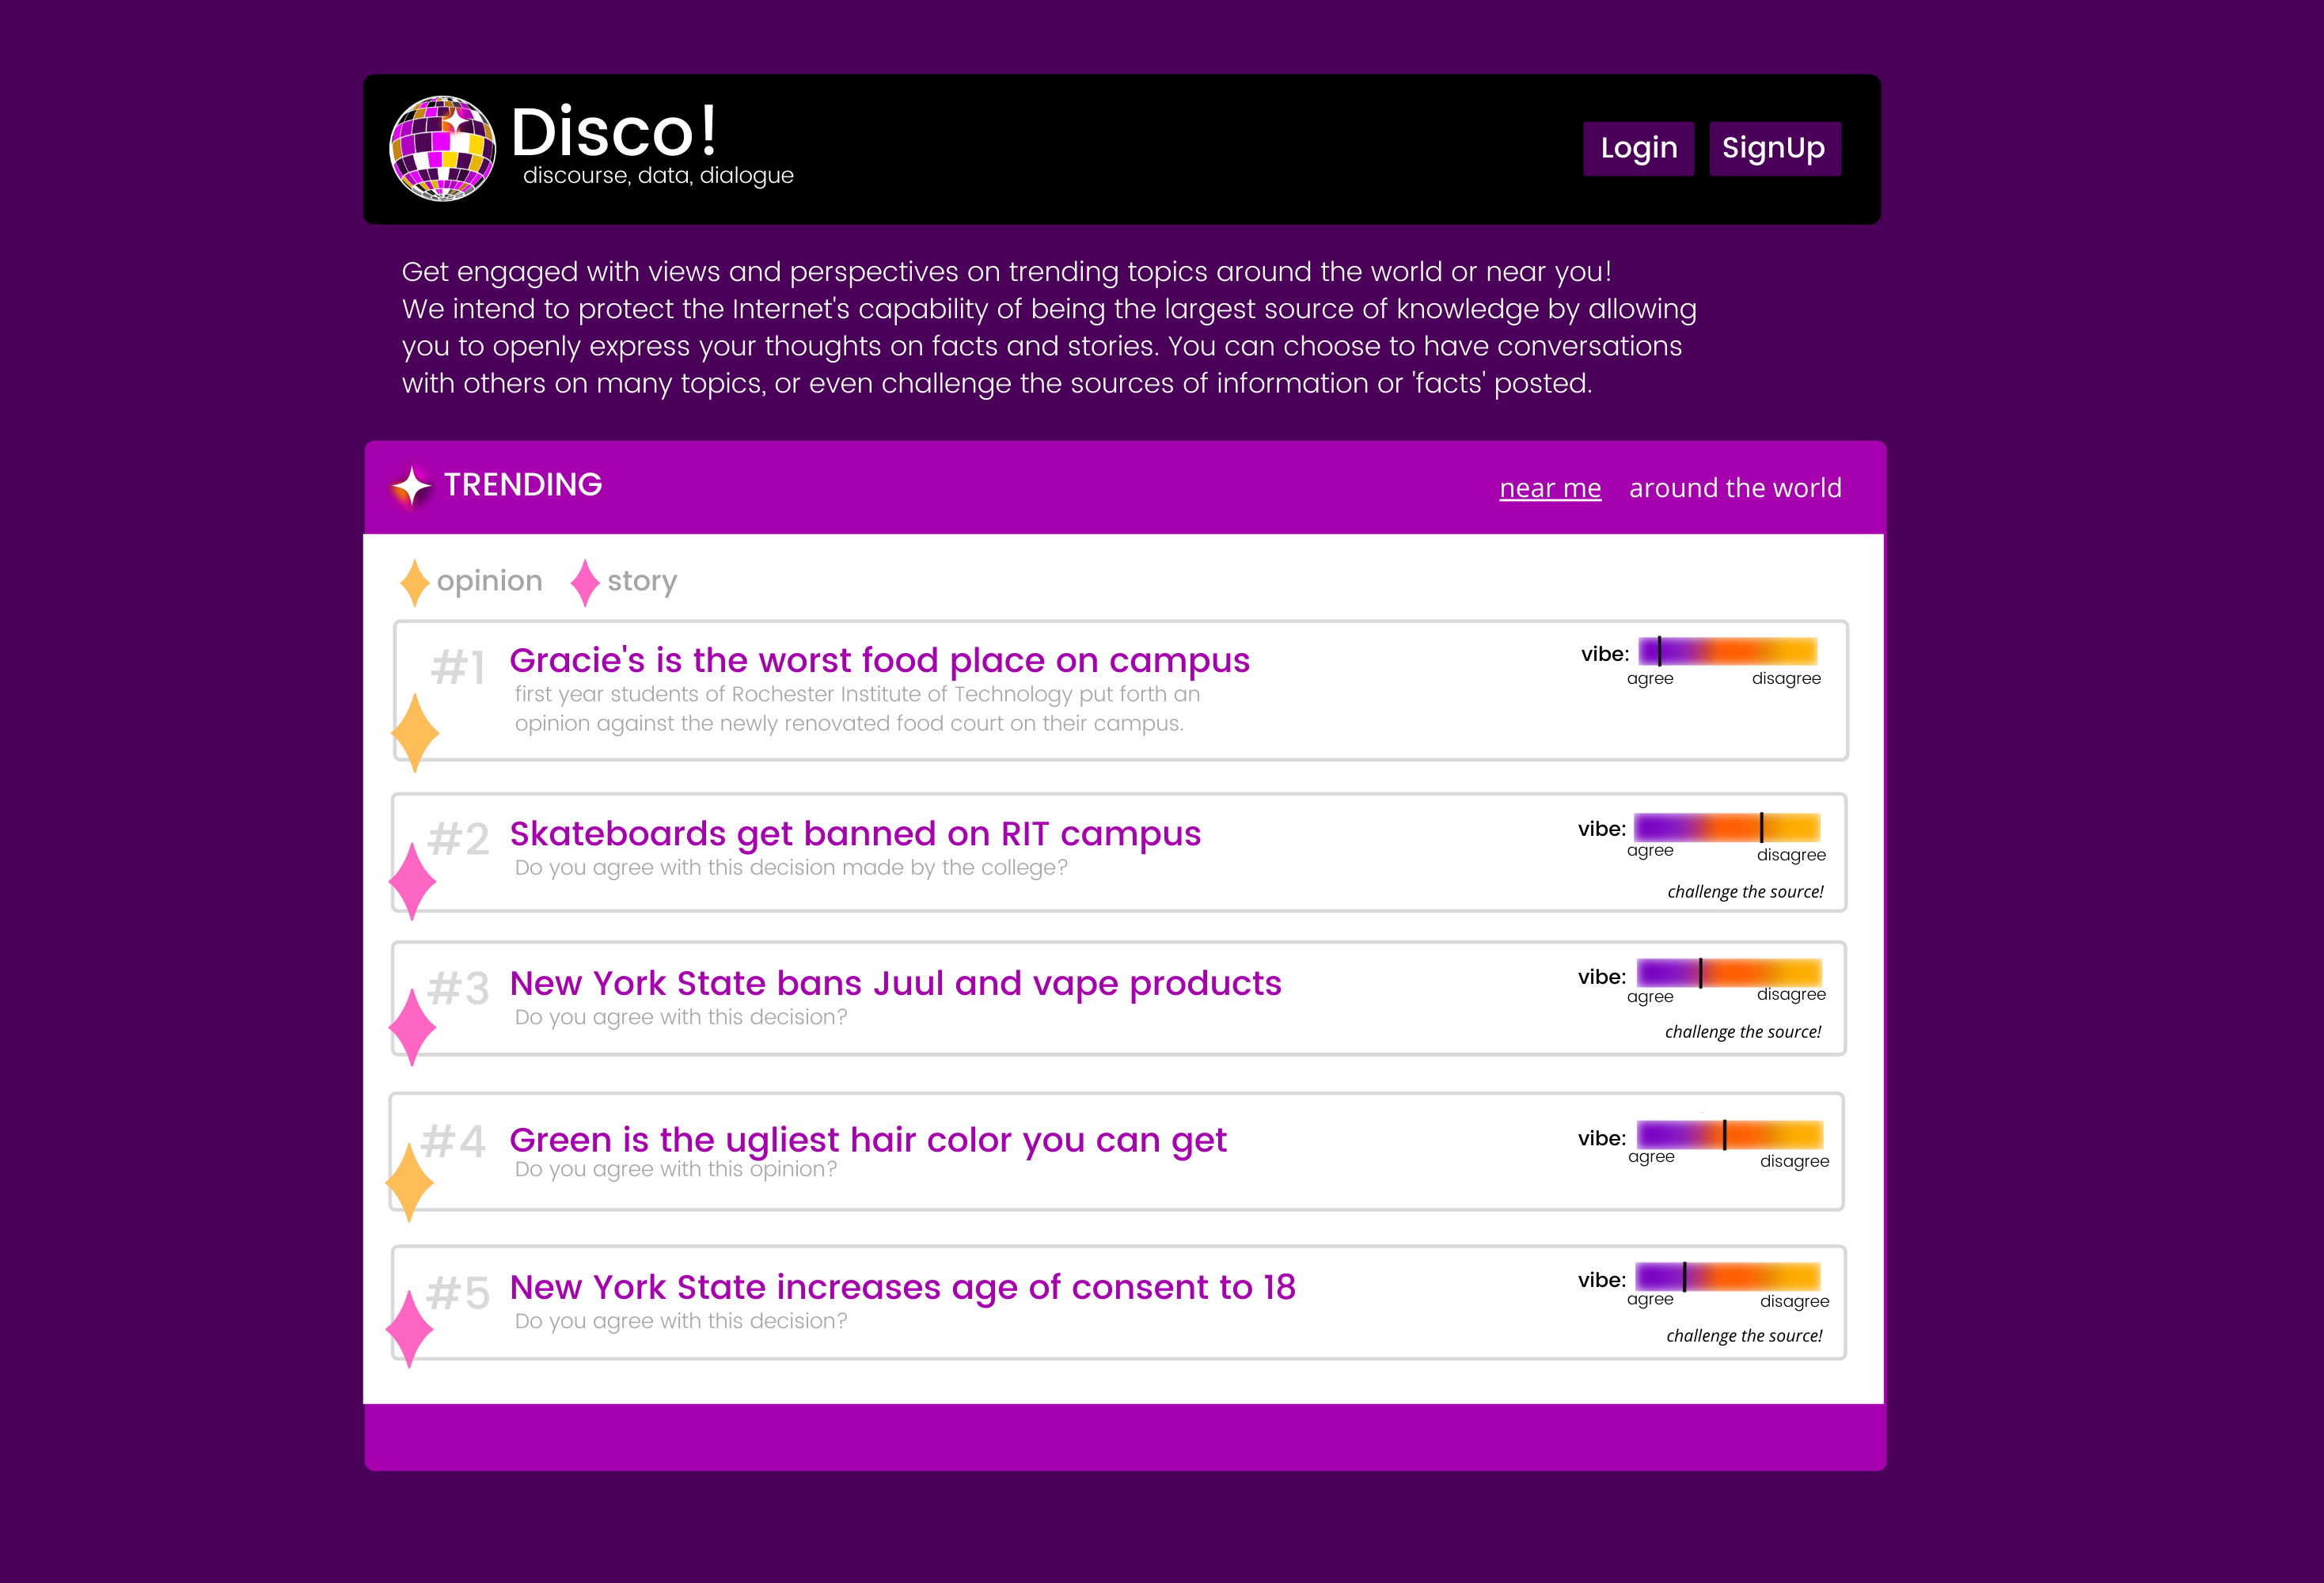 Disco!
discourse, data, dialogue
Login SignUp
Get engaged with views and perspectives on trending topics around the world or near you!
We intend to protect the Internet's capability of being the largest source of knowledge by allowing
you to openly express your thoughts on facts and stories. You can choose to have conversations
with others on many topics, or even challenge the sources of information or 'facts' posted.
TRENDING
near me around the world
opinion story
#1 Gracie's is the worst food place on campus
first year students of Rochester Institute of Technology put forth an
opinion against the newly renovated food court on their campus.
vibe:
agree disagree
#2 Skateboards get banned on RIT campus
Do you agree with this decision made by the college?
vibe:
agree disagree
challenge the source!
#3 New York State bans Juul and vape products
Do you agree with this decision?
vibe:
agree disagree
challenge the source!
#4 Green is the ugliest hair color you can get
Do you agree with this opinion?
vibe:
agree disagree
#5 New York State increases age of consent to 18
Do you agree with this decision?
vibe:
agree disagree
challenge the source!